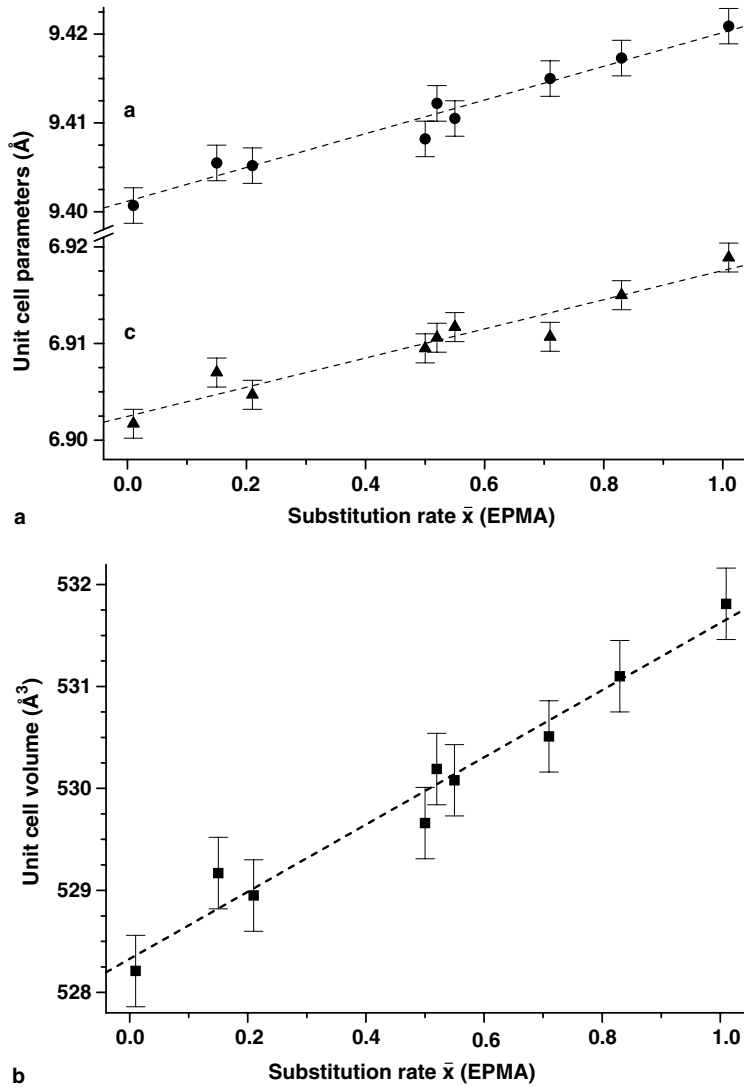 9.42
a
9.41
9.40
6.92
c
6.91
6.90
Unit cell parameters (Å)
0.0 0.2 0.4 0.6 0.8 1.0
a
Substitution rate x̄ (EPMA)
532
531
530
529
528
Unit cell volume (Å³)
0.0 0.2 0.4 0.6 0.8 1.0
b
Substitution rate x̄ (EPMA)